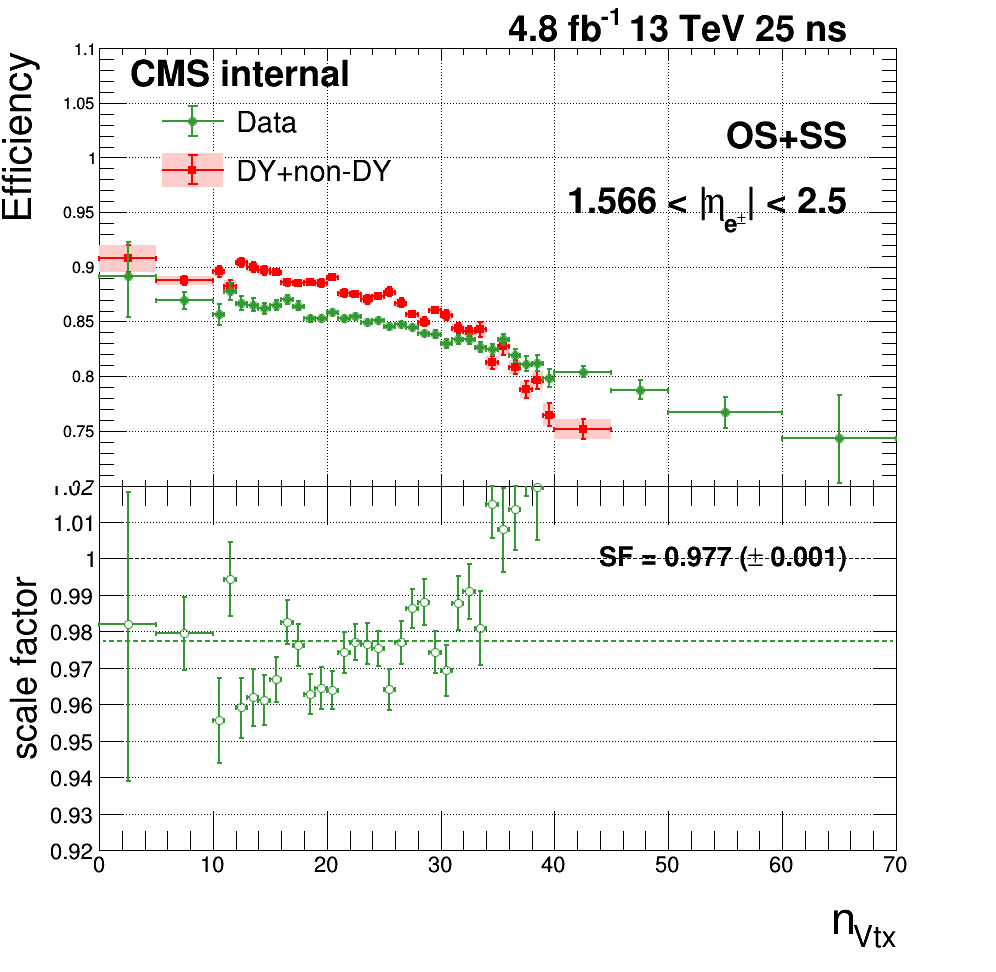 4.8 fb⁻¹ 13 TeV 25 ns
CMS internal
Data
DY+non-DY
OS+SS
1.566 < |ηe±| < 2.5
Efficiency
1.1
1.05
1
0.95
0.9
0.85
0.8
0.75
SF = 0.977 (± 0.001)
scale factor
1.01
1
0.99
0.98
0.97
0.96
0.95
0.94
0.93
0.92
0 10 20 30 40 50 60 70
nVtx